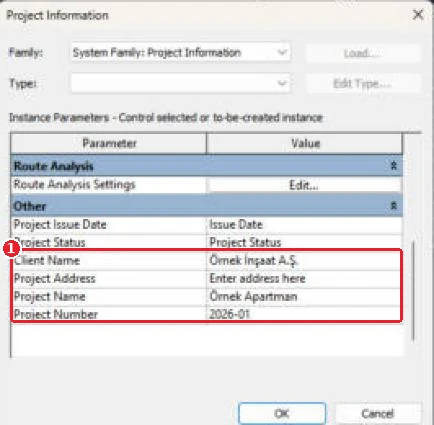 Project Information
Family: System Family: Project Information Load...
Type: Edit Type...
Instance Parameters - Control selected or to-be-created instance
Parameter Value
Route Analysis
Route Analysis Settings Edit...
Other
Project Issue Date Issue Date
Project Status Project Status
1
Client Name Örnek İnşaat A.Ş.
Project Address Enter address here
Project Name Örnek Apartman
Project Number 2026-01
OK Cancel